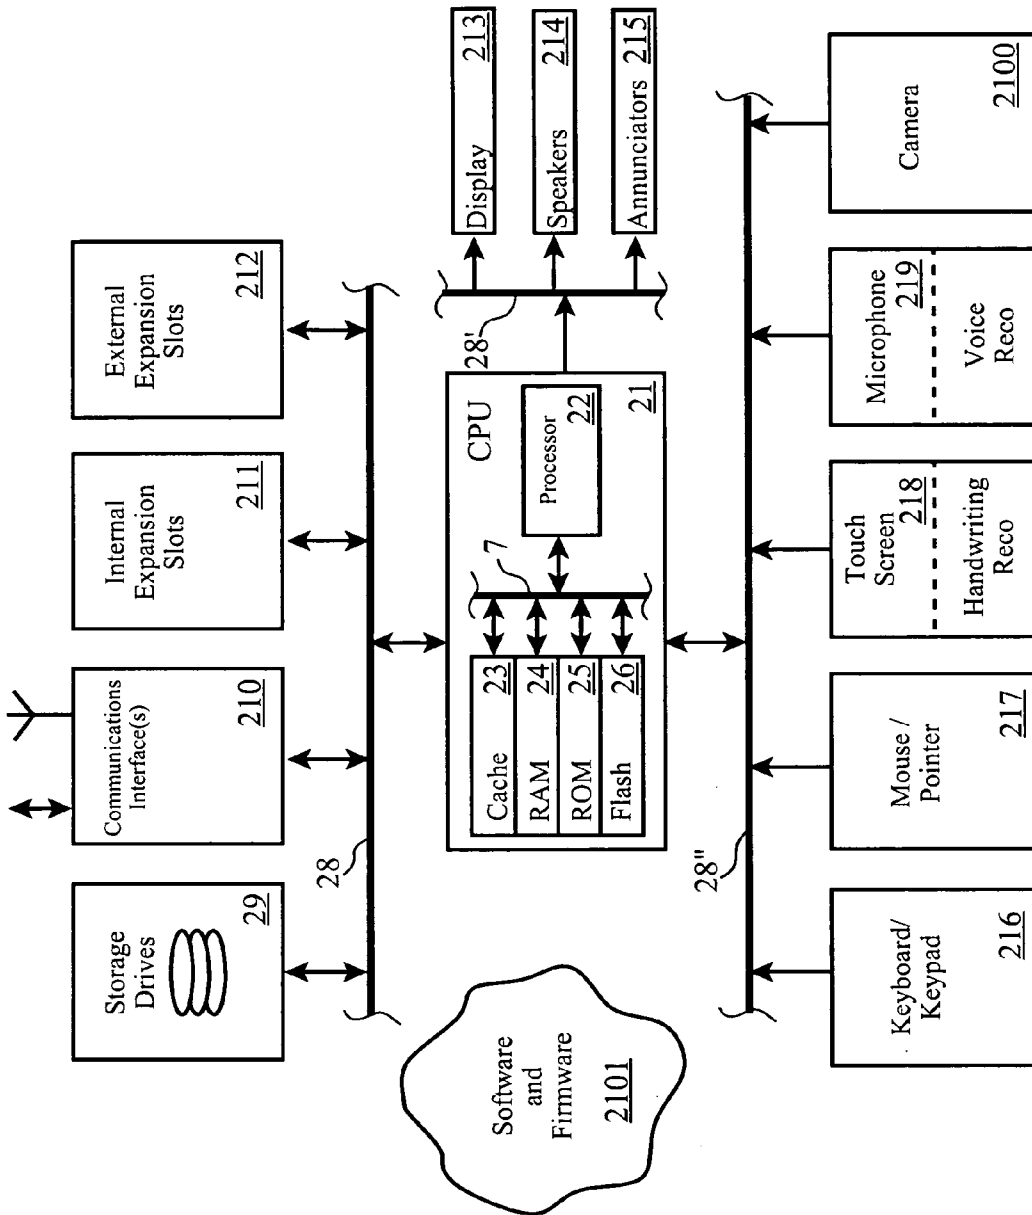 Storage
Drives
29
Communications
Interface(s)
210
Internal
Expansion
Slots
211
External
Expansion
Slots
212
28
Software
and
Firmware
2101
CPU
Cache 23
RAM 24
ROM 25
Flash 26
7
Processor
22
21
28'
Display 213
Speakers 214
Annunciators 215
28"
Keyboard/
Keypad
216
Mouse /
Pointer
217
Touch
Screen
218
Handwriting
Reco
Microphone
219
Voice
Reco
Camera
2100